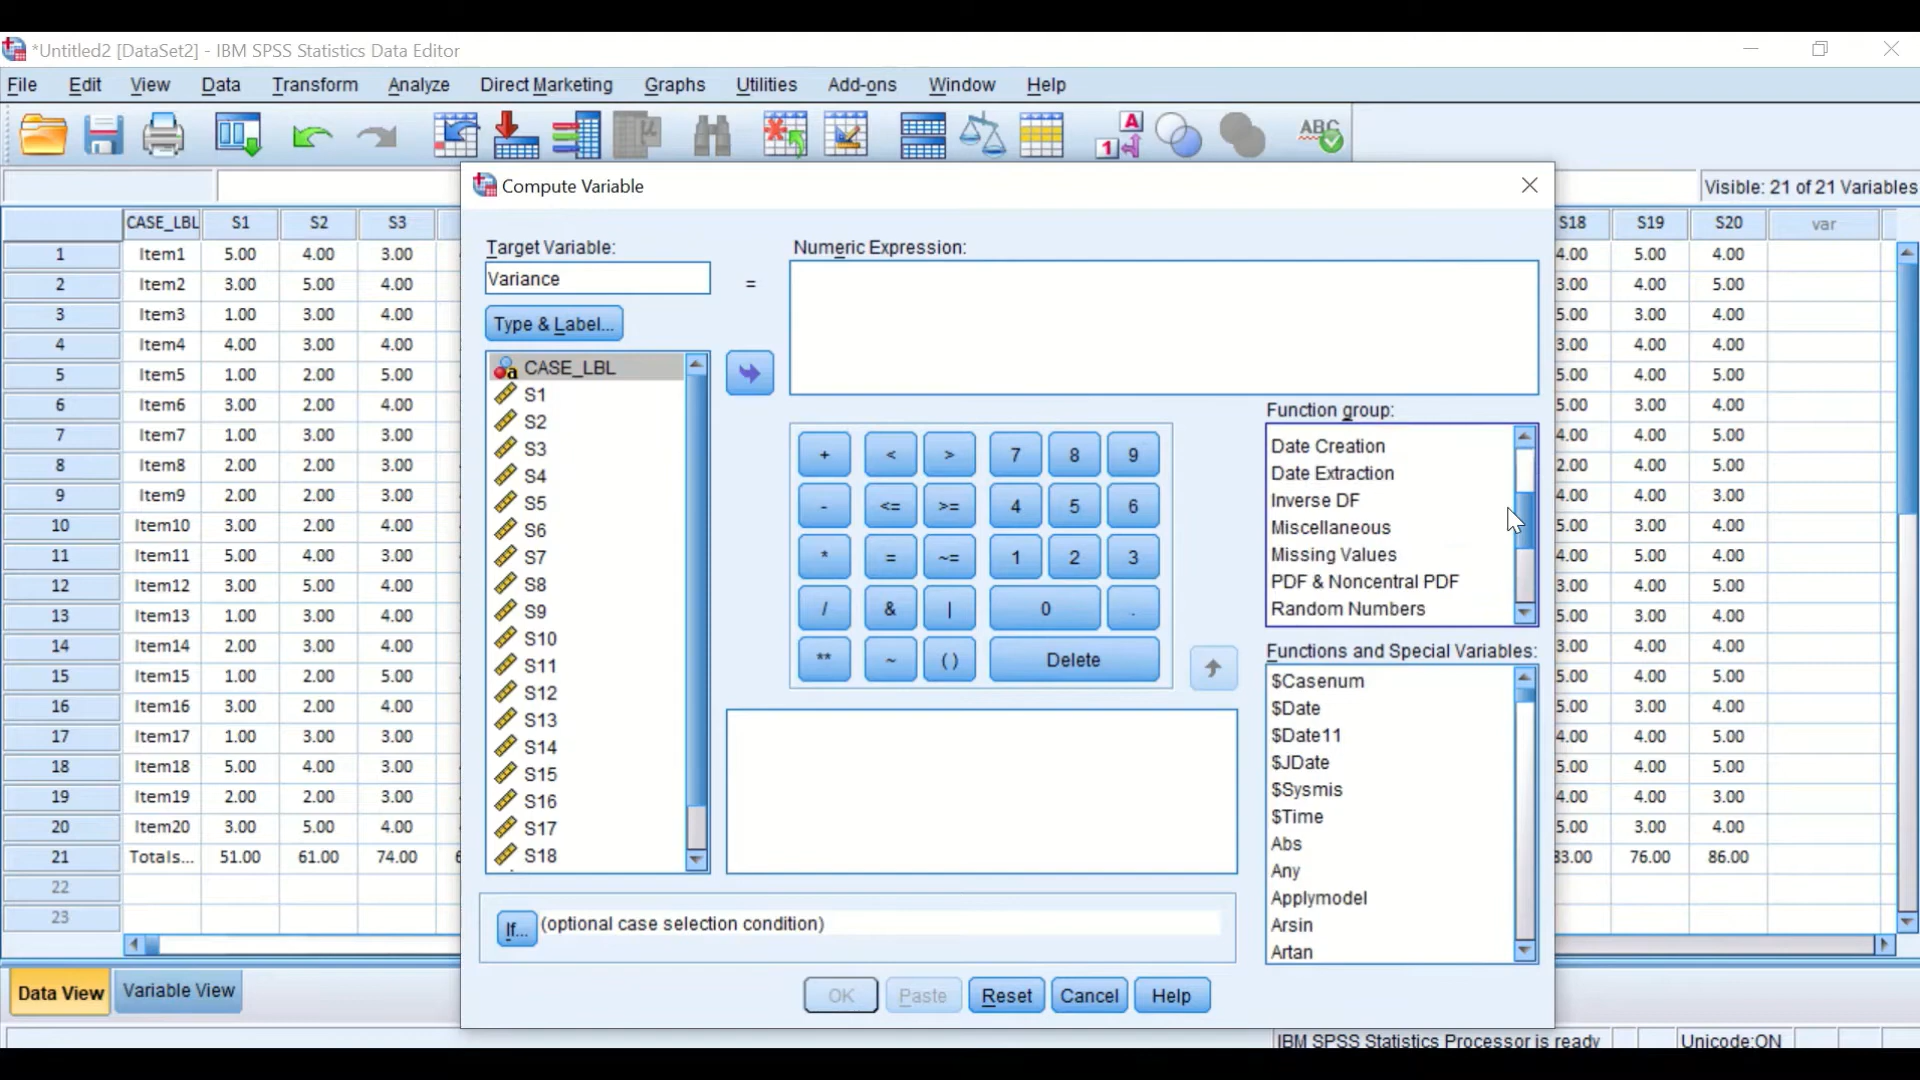 *Untitled2 [DataSet2] - IBM SPSS Statistics Data Editor
File Edit View Data Transform Analyze Direct Marketing Graphs Utilities Add-ons Window Help
Visible: 21 of 21 Variables
CASE_LBL S1 S2 S3 S18 S19 S20 var
1 Item1 5.00 4.00 3.00 4.00 5.00 4.00
2 Item2 3.00 5.00 4.00 3.00 4.00 5.00
3 Item3 1.00 3.00 4.00 5.00 3.00 4.00
4 Item4 4.00 3.00 4.00 3.00 4.00 4.00
5 Item5 1.00 2.00 5.00 5.00 4.00 5.00
6 Item6 3.00 2.00 4.00 5.00 3.00 4.00
7 Item7 1.00 3.00 3.00 4.00 4.00 5.00
8 Item8 2.00 2.00 3.00 2.00 4.00 5.00
9 Item9 2.00 2.00 3.00 4.00 4.00 3.00
10 Item10 3.00 2.00 4.00 5.00 3.00 4.00
11 Item11 5.00 4.00 3.00 4.00 5.00 4.00
12 Item12 3.00 5.00 4.00 3.00 4.00 5.00
13 Item13 1.00 3.00 4.00 5.00 3.00 4.00
14 Item14 2.00 3.00 4.00 3.00 4.00 4.00
15 Item15 1.00 2.00 5.00 5.00 4.00 5.00
16 Item16 3.00 2.00 4.00 5.00 3.00 4.00
17 Item17 1.00 3.00 3.00 4.00 4.00 5.00
18 Item18 5.00 4.00 3.00 5.00 4.00 5.00
19 Item19 2.00 2.00 3.00 4.00 4.00 3.00
20 Item20 3.00 5.00 4.00 5.00 3.00 4.00
21 Totals... 51.00 61.00 74.00 83.00 76.00 86.00
22
23
Data View Variable View
Compute Variable
Target Variable:
Variance
=
Numeric Expression:
Type & Label...
CASE_LBL
S1
S2
S3
S4
S5
S6
S7
S8
S9
S10
S11
S12
S13
S14
S15
S16
S17
S18
+ < > 7 8 9
- <= >= 4 5 6
* = ~= 1 2 3
/ & | 0 .
** ~ ( ) Delete
Function group:
Date Creation
Date Extraction
Inverse DF
Miscellaneous
Missing Values
PDF & Noncentral PDF
Random Numbers
Functions and Special Variables:
$Casenum
$Date
$Date11
$JDate
$Sysmis
$Time
Abs
Any
Applymodel
Arsin
Artan
If... (optional case selection condition)
OK Paste Reset Cancel Help
IBM SPSS Statistics Processor is ready Unicode:ON